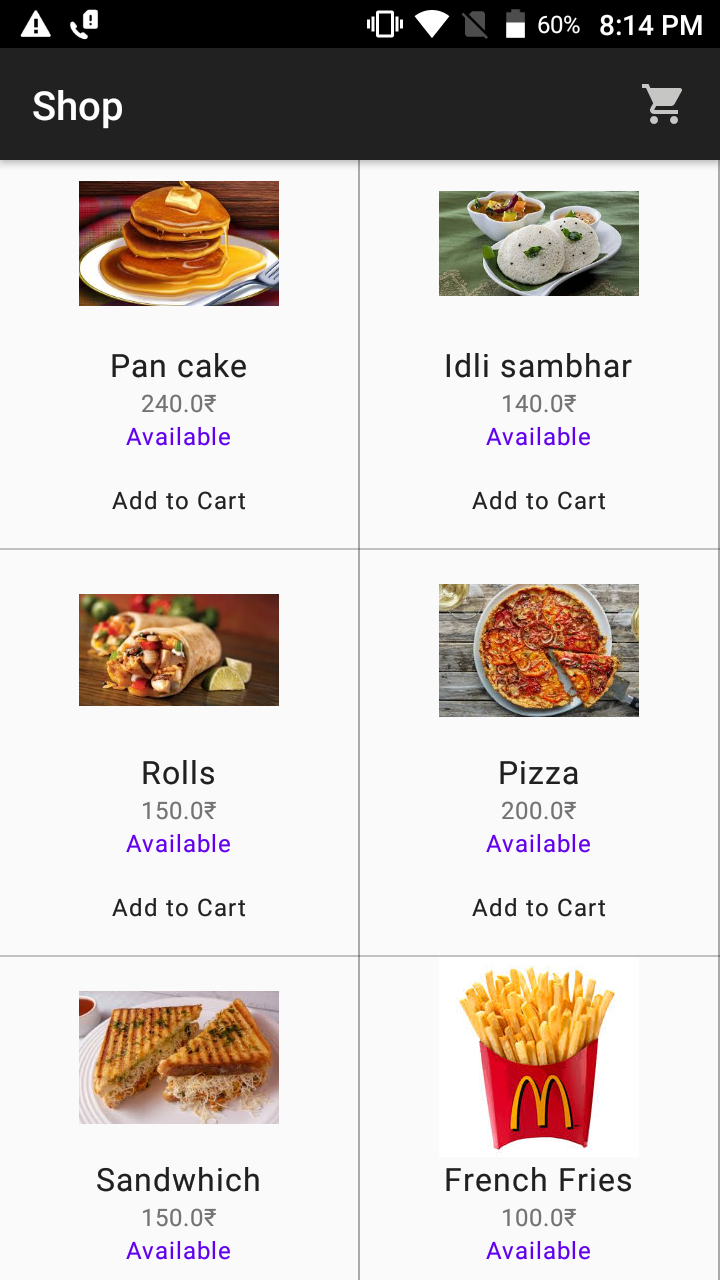 60% 8:14 PM
Shop
Pan cake
240.0₹
Available
Add to Cart
Idli sambhar
140.0₹
Available
Add to Cart
Rolls
150.0₹
Available
Add to Cart
Pizza
200.0₹
Available
Add to Cart
Sandwhich
150.0₹
Available
French Fries
100.0₹
Available